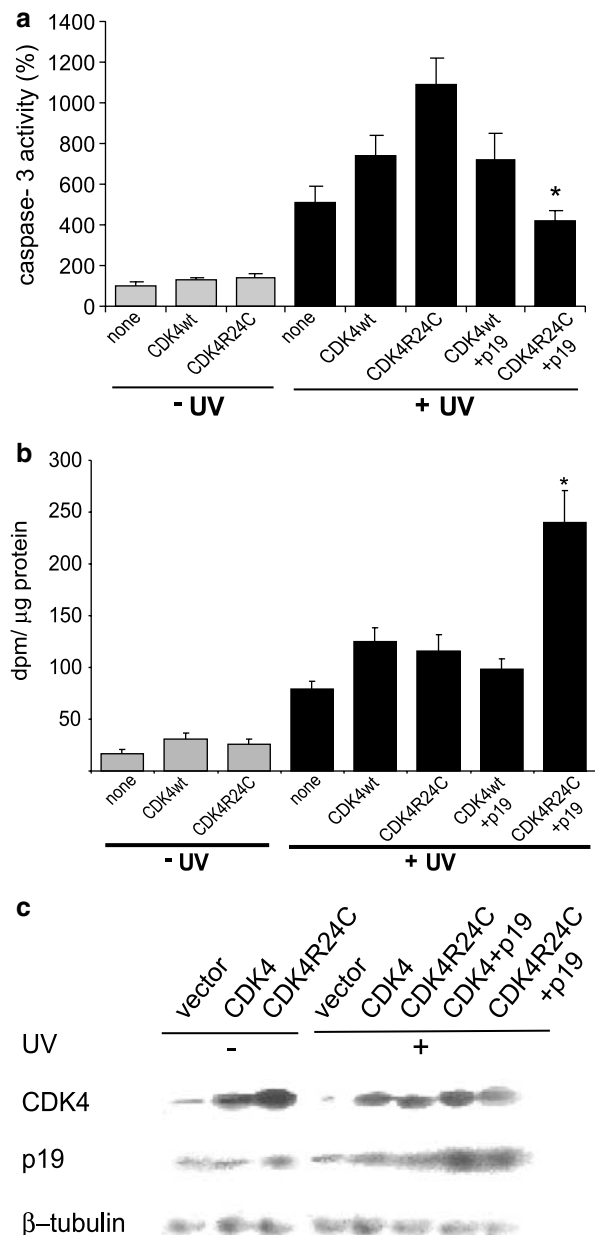 a
caspase- 3 activity (%)
1400
1200
1000
800
600
400
200
0
*
none
CDK4wt
CDK4R24C
none
CDK4wt
CDK4R24C
CDK4wt
+p19
CDK4R24C
+p19
- UV
+ UV
b
dpm/ µg protein
300
250
200
150
100
50
*
none
CDK4wt
CDK4R24C
none
CDK4wt
CDK4R24C
CDK4wt
+p19
CDK4R24C
+p19
- UV
+ UV
c
vector
CDK4
CDK4R24C
vector
CDK4
CDK4R24C
CDK4+p19
CDK4R24C
+p19
UV
-
+
CDK4
p19
β–tubulin